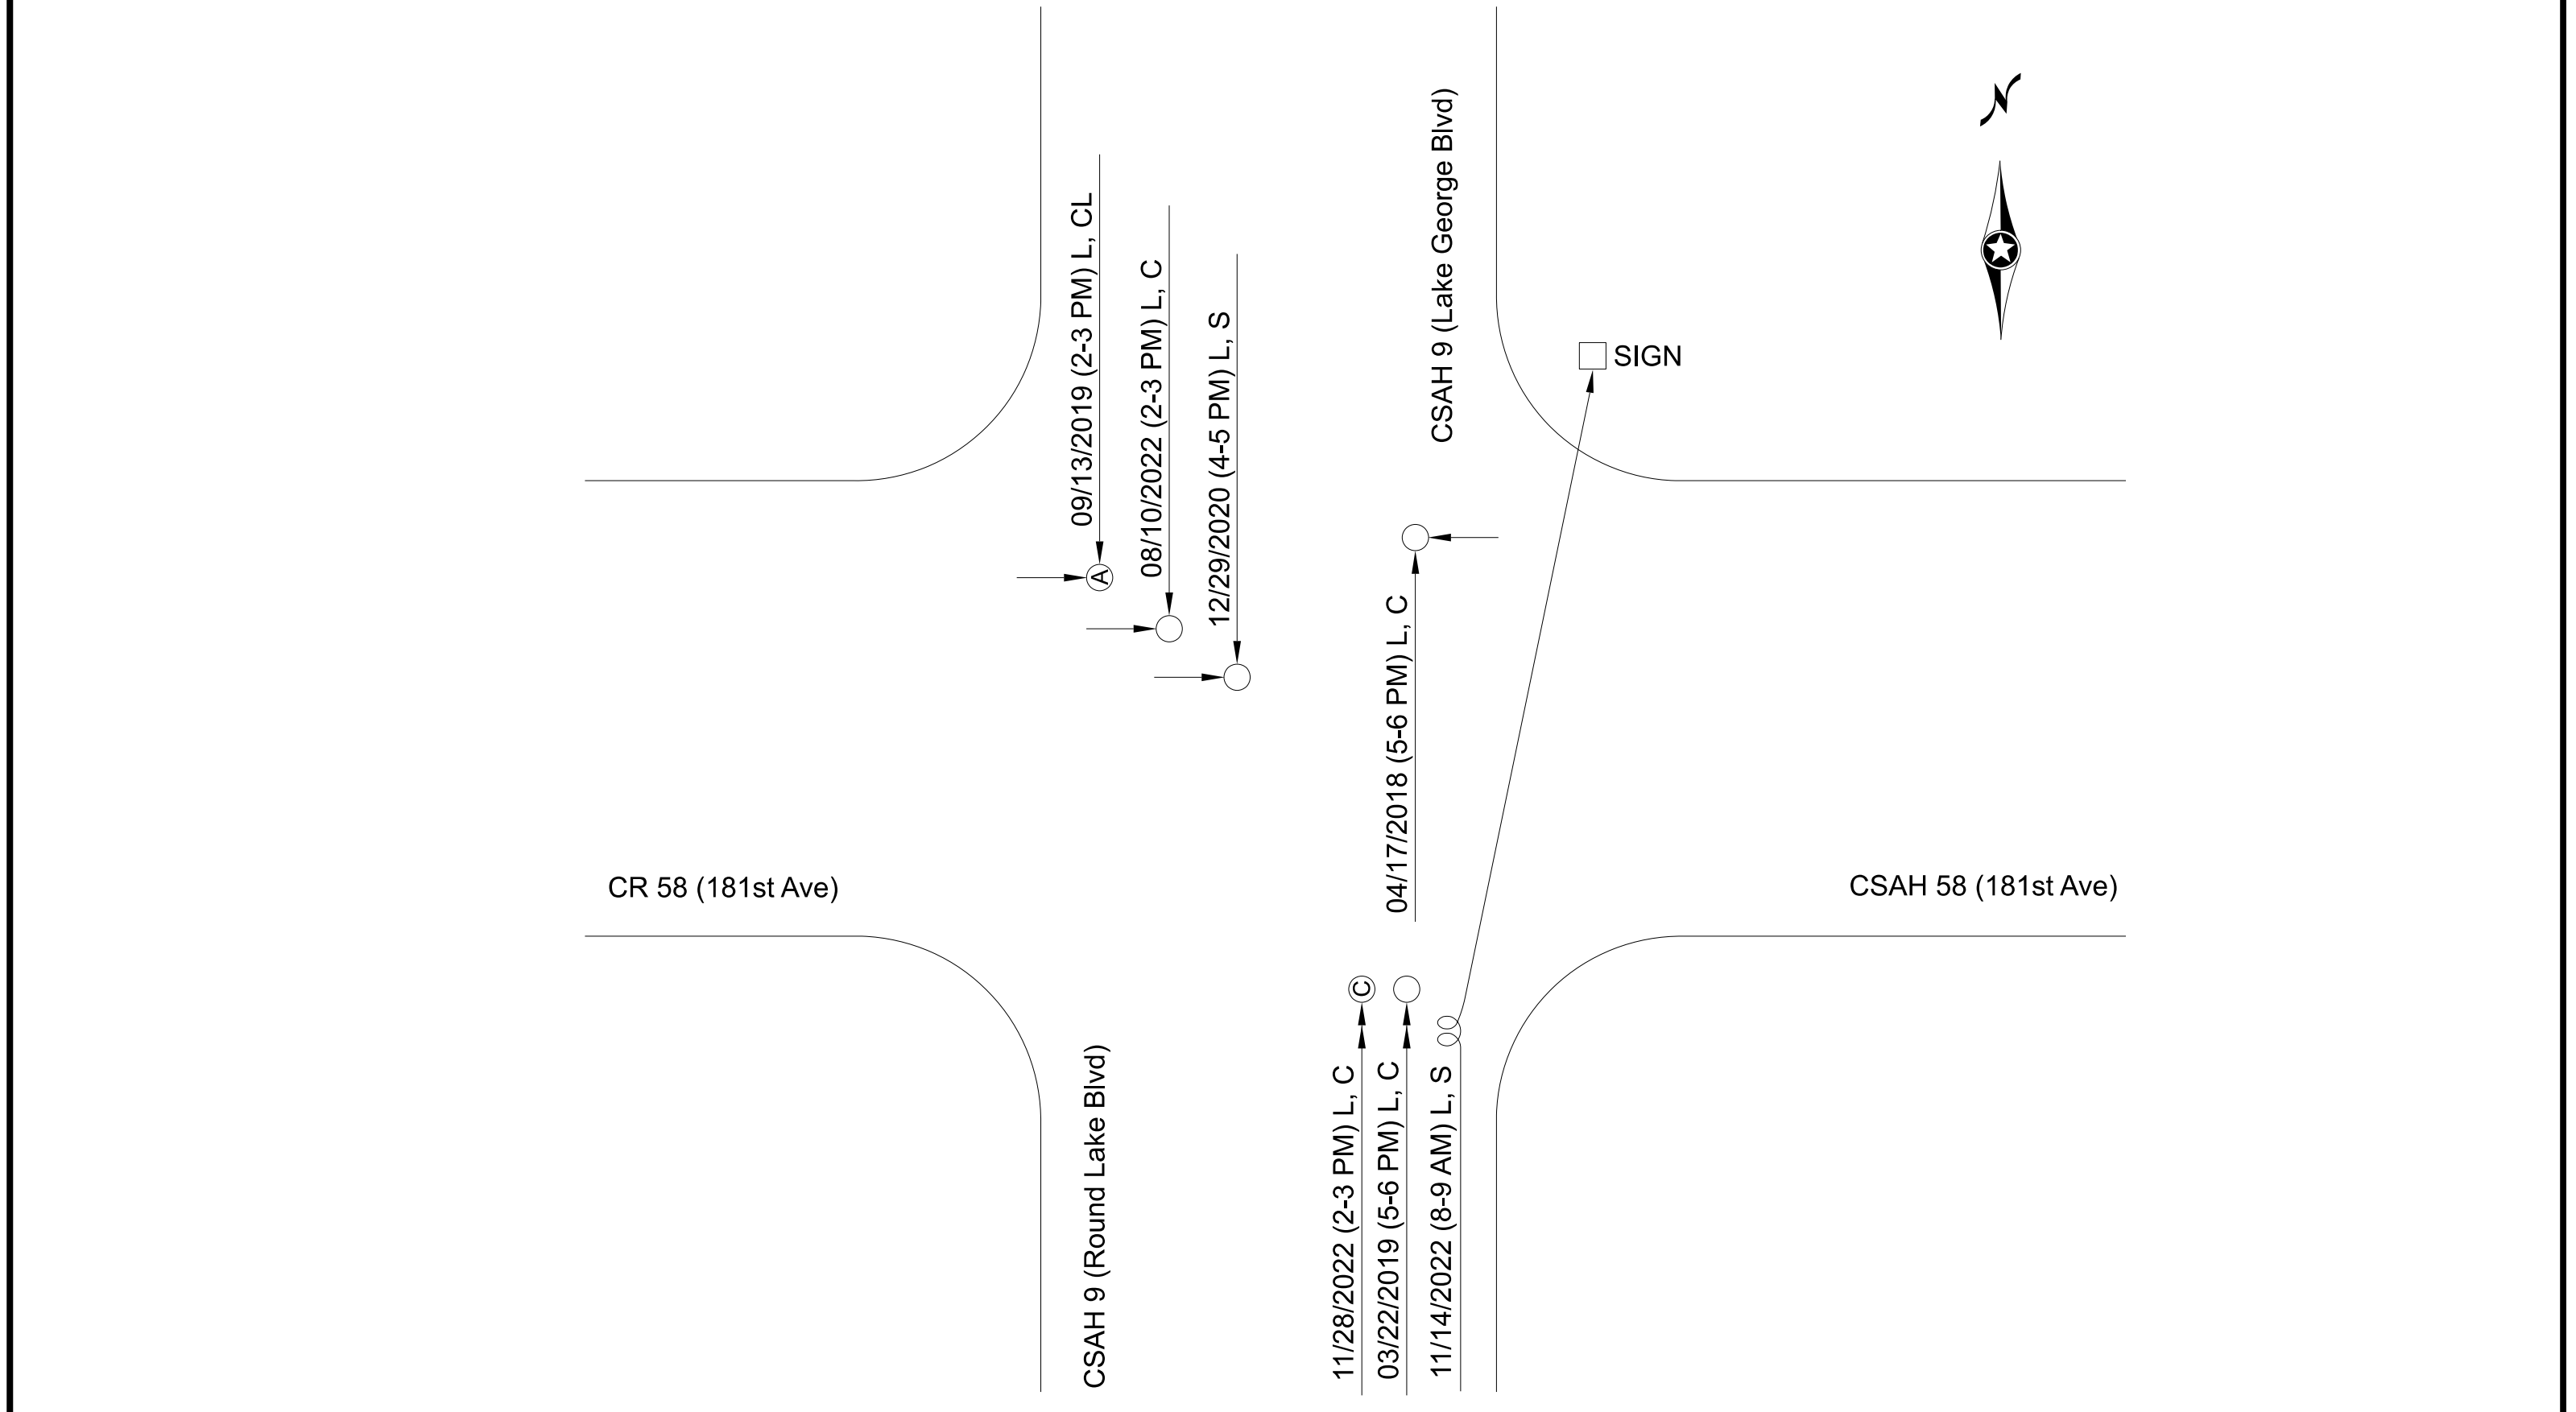 N
CSAH 9 (Lake George Blvd)
09/13/2019 (2-3 PM) L, CL
08/10/2022 (2-3 PM) L, C
12/29/2020 (4-5 PM) L, S
SIGN
A
04/17/2018 (5-6 PM) L, C
CR 58 (181st Ave)
CSAH 58 (181st Ave)
C
CSAH 9 (Round Lake Blvd)
11/28/2022 (2-3 PM) L, C
03/22/2019 (5-6 PM) L, C
11/14/2022 (8-9 AM) L, S